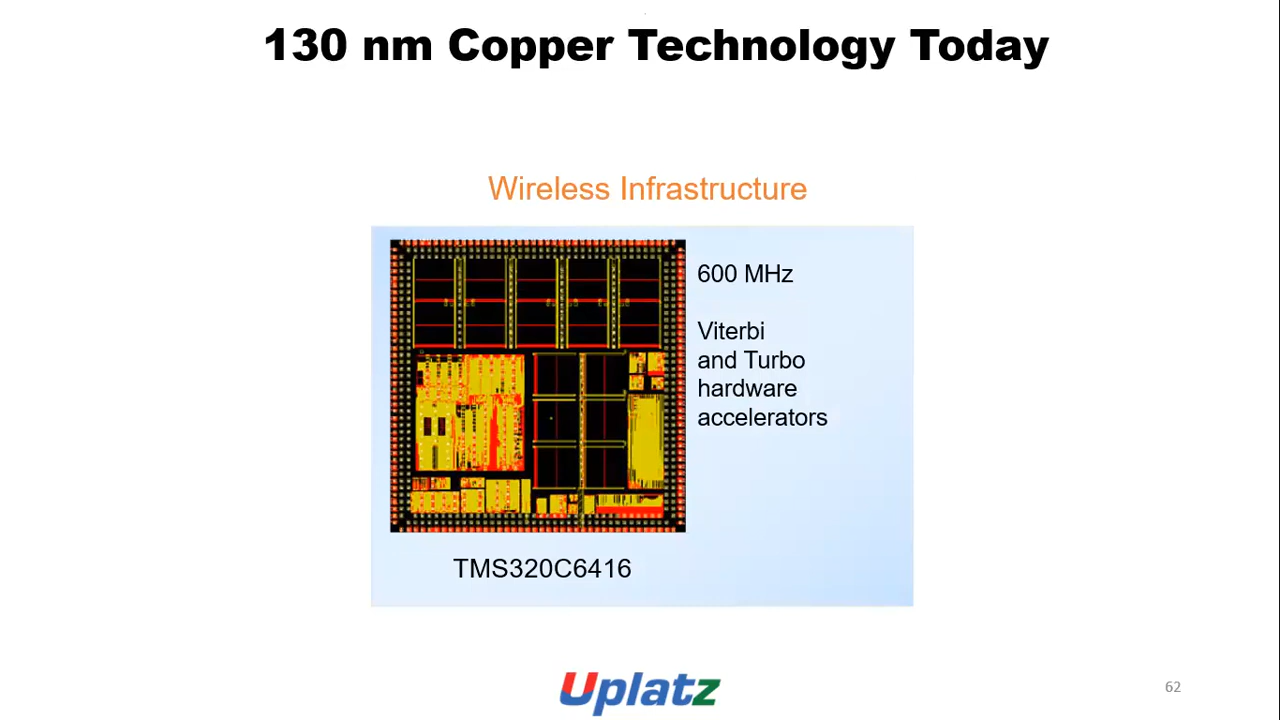 130 nm Copper Technology Today
Wireless Infrastructure
600 MHz
Viterbi
and Turbo
hardware
accelerators
TMS320C6416
Uplatz
62